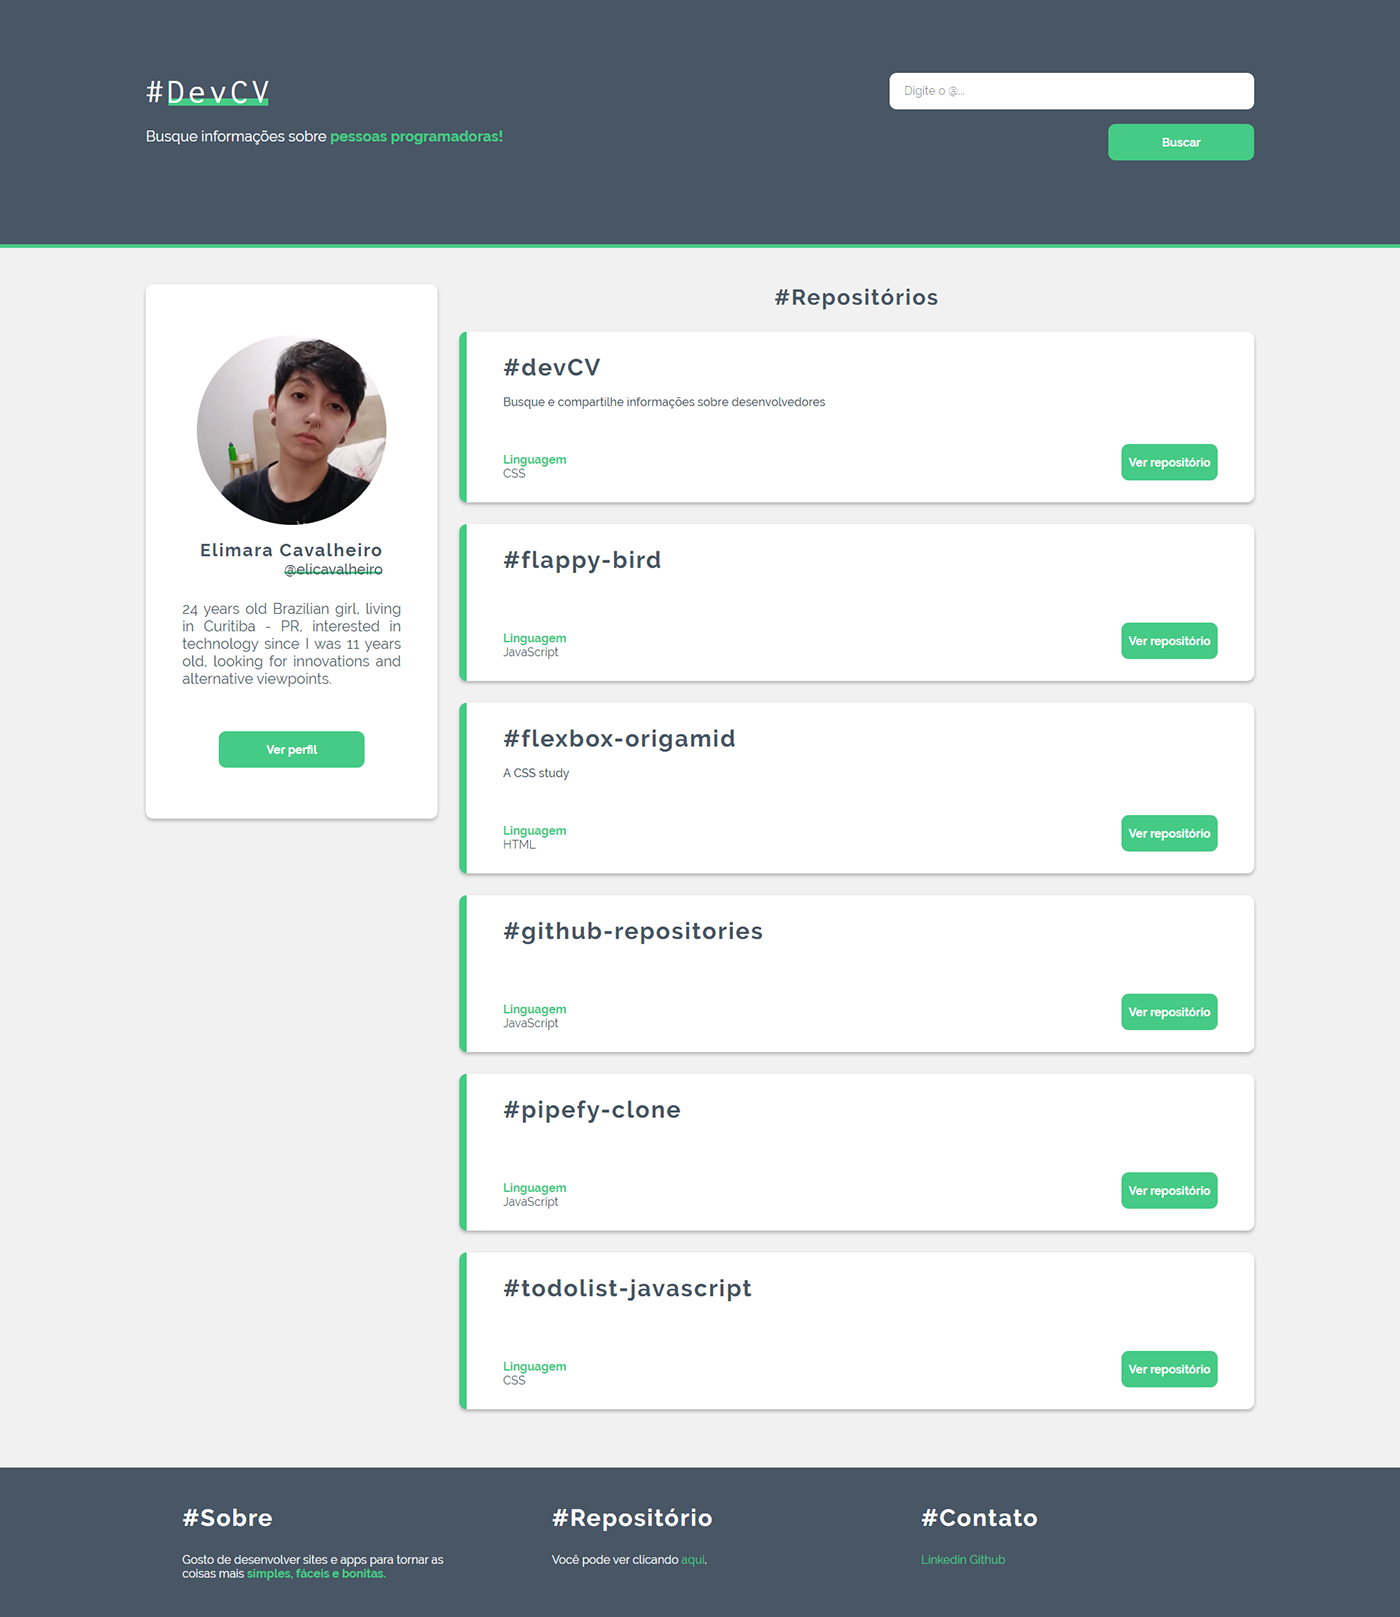 #DevCV
Busque informações sobre pessoas programadoras!
Digite o @...
Buscar
Elimara Cavalheiro
@elicavalheiro
24 years old Brazilian girl, living
in Curitiba - PR, interested in
technology since I was 11 years
old, looking for innovations and
alternative viewpoints.
Ver perfil
#Repositórios
#devCV
Busque e compartilhe informações sobre desenvolvedores
Linguagem
CSS
Ver repositório
#flappy-bird
Linguagem
JavaScript
Ver repositório
#flexbox-origamid
A CSS study
Linguagem
HTML
Ver repositório
#github-repositories
Linguagem
JavaScript
Ver repositório
#pipefy-clone
Linguagem
JavaScript
Ver repositório
#todolist-javascript
Linguagem
CSS
Ver repositório
#Sobre
Gosto de desenvolver sites e apps para tornar as
coisas mais simples, fáceis e bonitas.
#Repositório
Você pode ver clicando aqui.
#Contato
Linkedin Github